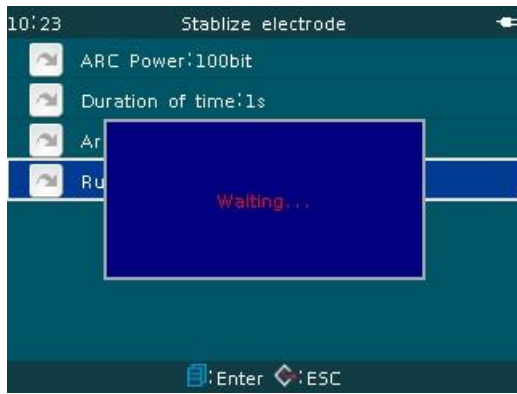 10:23 Stablize electrode
ARC Power:100bit
Duration of time:1s
Ar
Ru
Waiting...
:Enter :ESC